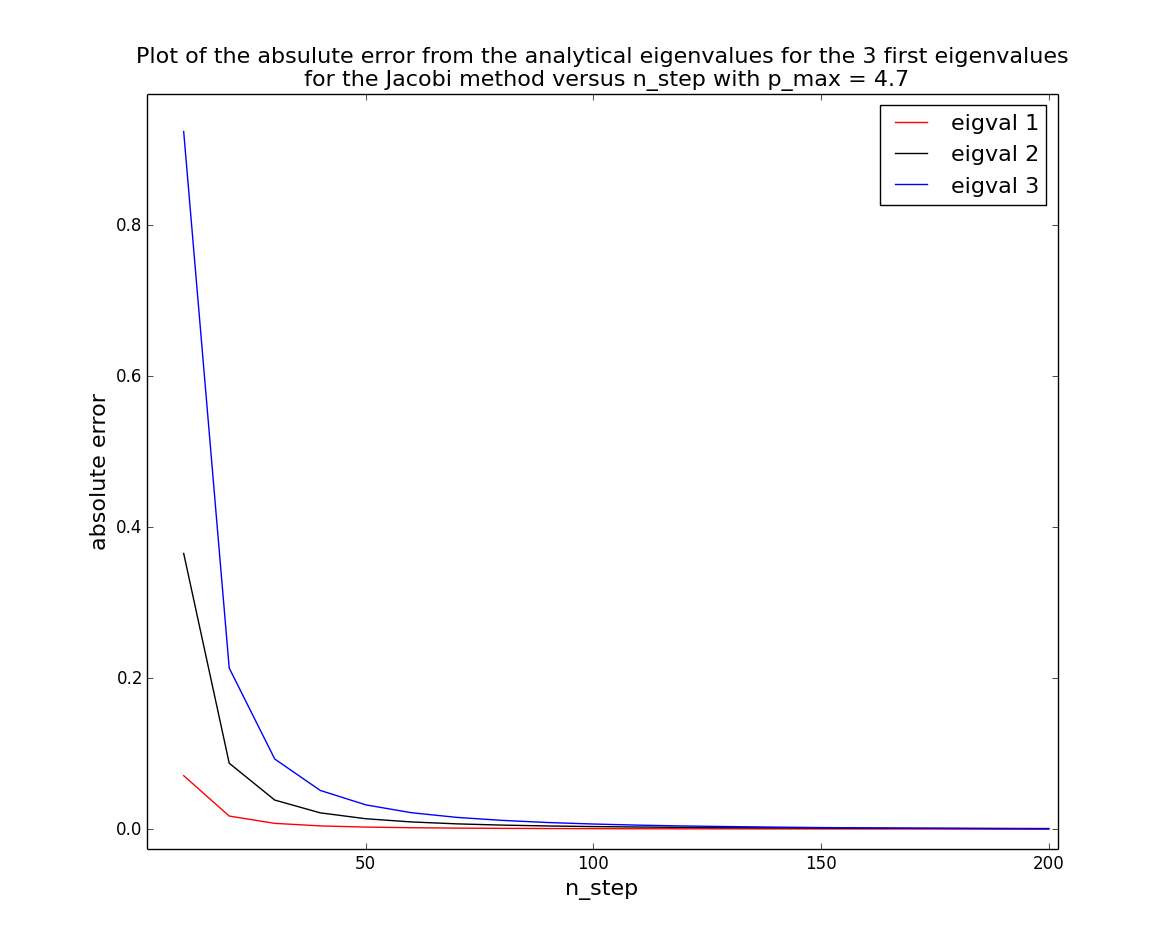 Plot of the absulute error from the analytical eigenvalues for the 3 first eigenvalues
for the Jacobi method versus n_step with p_max = 4.7
eigval 1
eigval 2
eigval 3
0.8
0.6
0.4
0.2
0.0
absolute error
50
100
150
200
n_step